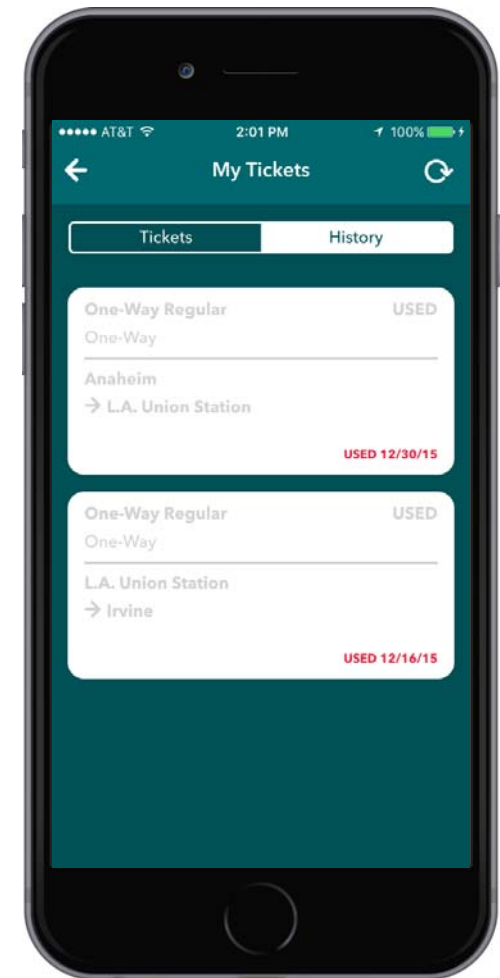 AT&T 2:01 PM 100%
My Tickets
Tickets History
One-Way Regular USED
One-Way
Anaheim
→ L.A. Union Station
USED 12/30/15
One-Way Regular USED
One-Way
L.A. Union Station
→ Irvine
USED 12/16/15